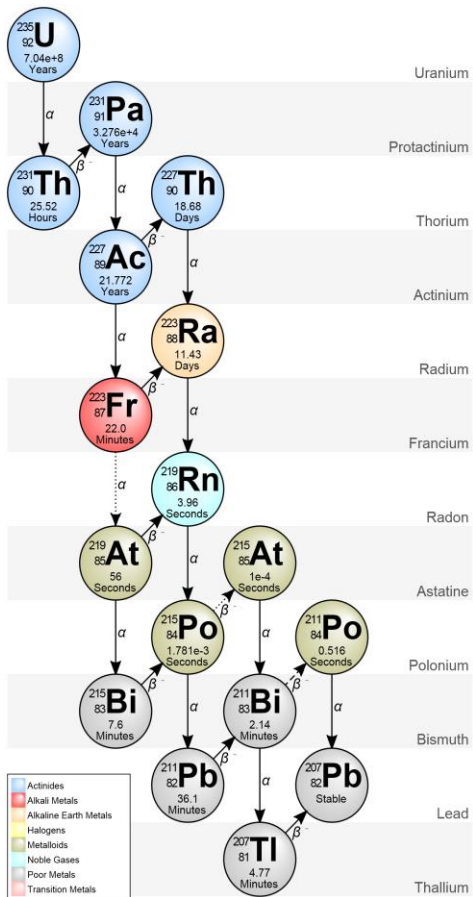 235
92 U
7.04e+8
Years
Uranium
α
231
91 Pa
3.276e+4
Years
Protactinium
β⁻
231
90 Th
25.52
Hours
α
227
90 Th
18.68
Days
Thorium
β⁻
227
89 Ac
21.772
Years
α
Actinium
α
223
88 Ra
11.43
Days
Radium
β⁻
223
87 Fr
22.0
Minutes
α
Francium
α
219
86 Rn
3.96
Seconds
Radon
β⁻
219
85 At
56
Seconds
α
215
85 At
1e-4
Seconds
Astatine
α
215
84 Po
1.781e-3
Seconds
β⁻
α
211
84 Po
0.516
Seconds
Polonium
β⁻
215
83 Bi
7.6
Minutes
α
211
83 Bi
2.14
Minutes
β⁻
α
Bismuth
β⁻
211
82 Pb
36.1
Minutes
α
207
82 Pb
Stable
Lead
β⁻
207
81 Tl
4.77
Minutes
Thallium
Actinides
Alkali Metals
Alkaline Earth Metals
Halogens
Metalloids
Noble Gases
Poor Metals
Transition Metals